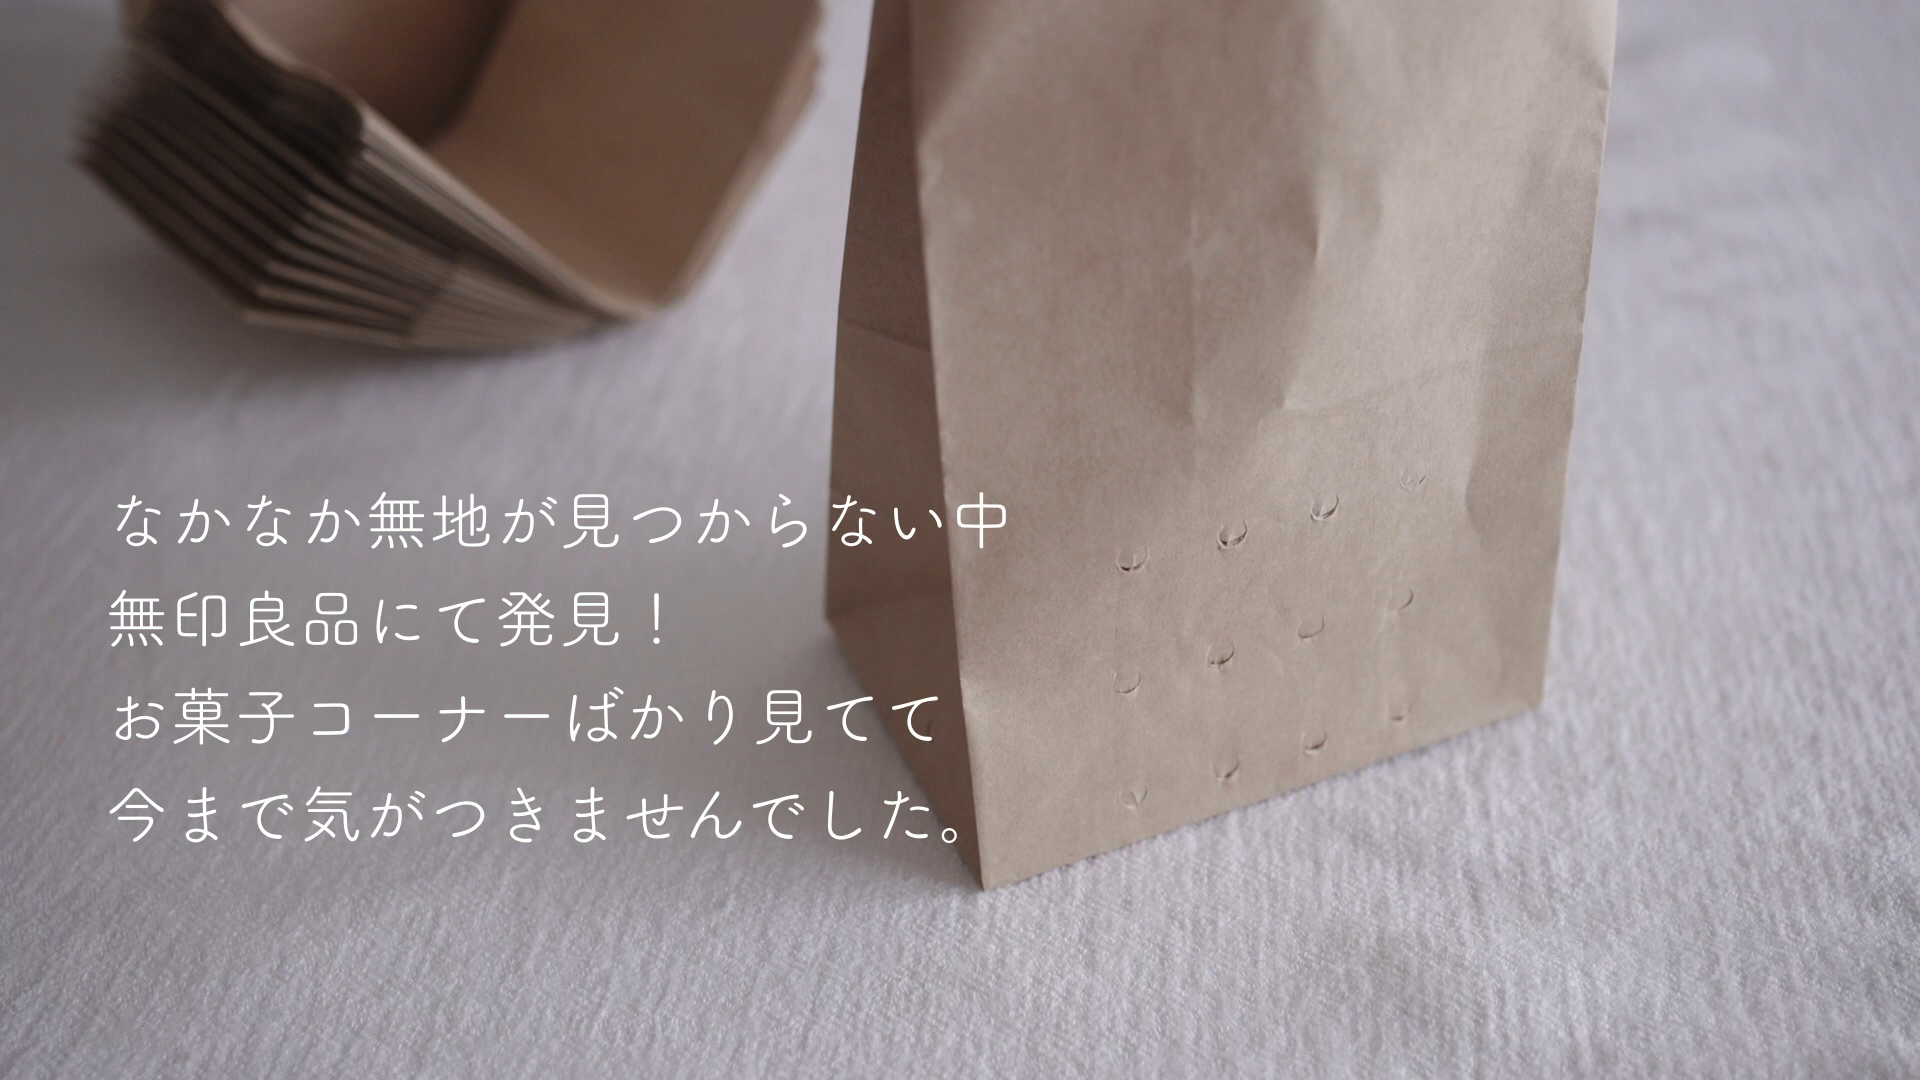 なかなか無地が見つからない中
無印良品にて発見！
お菓子コーナーばかり見てて
今まで気がつきませんでした。